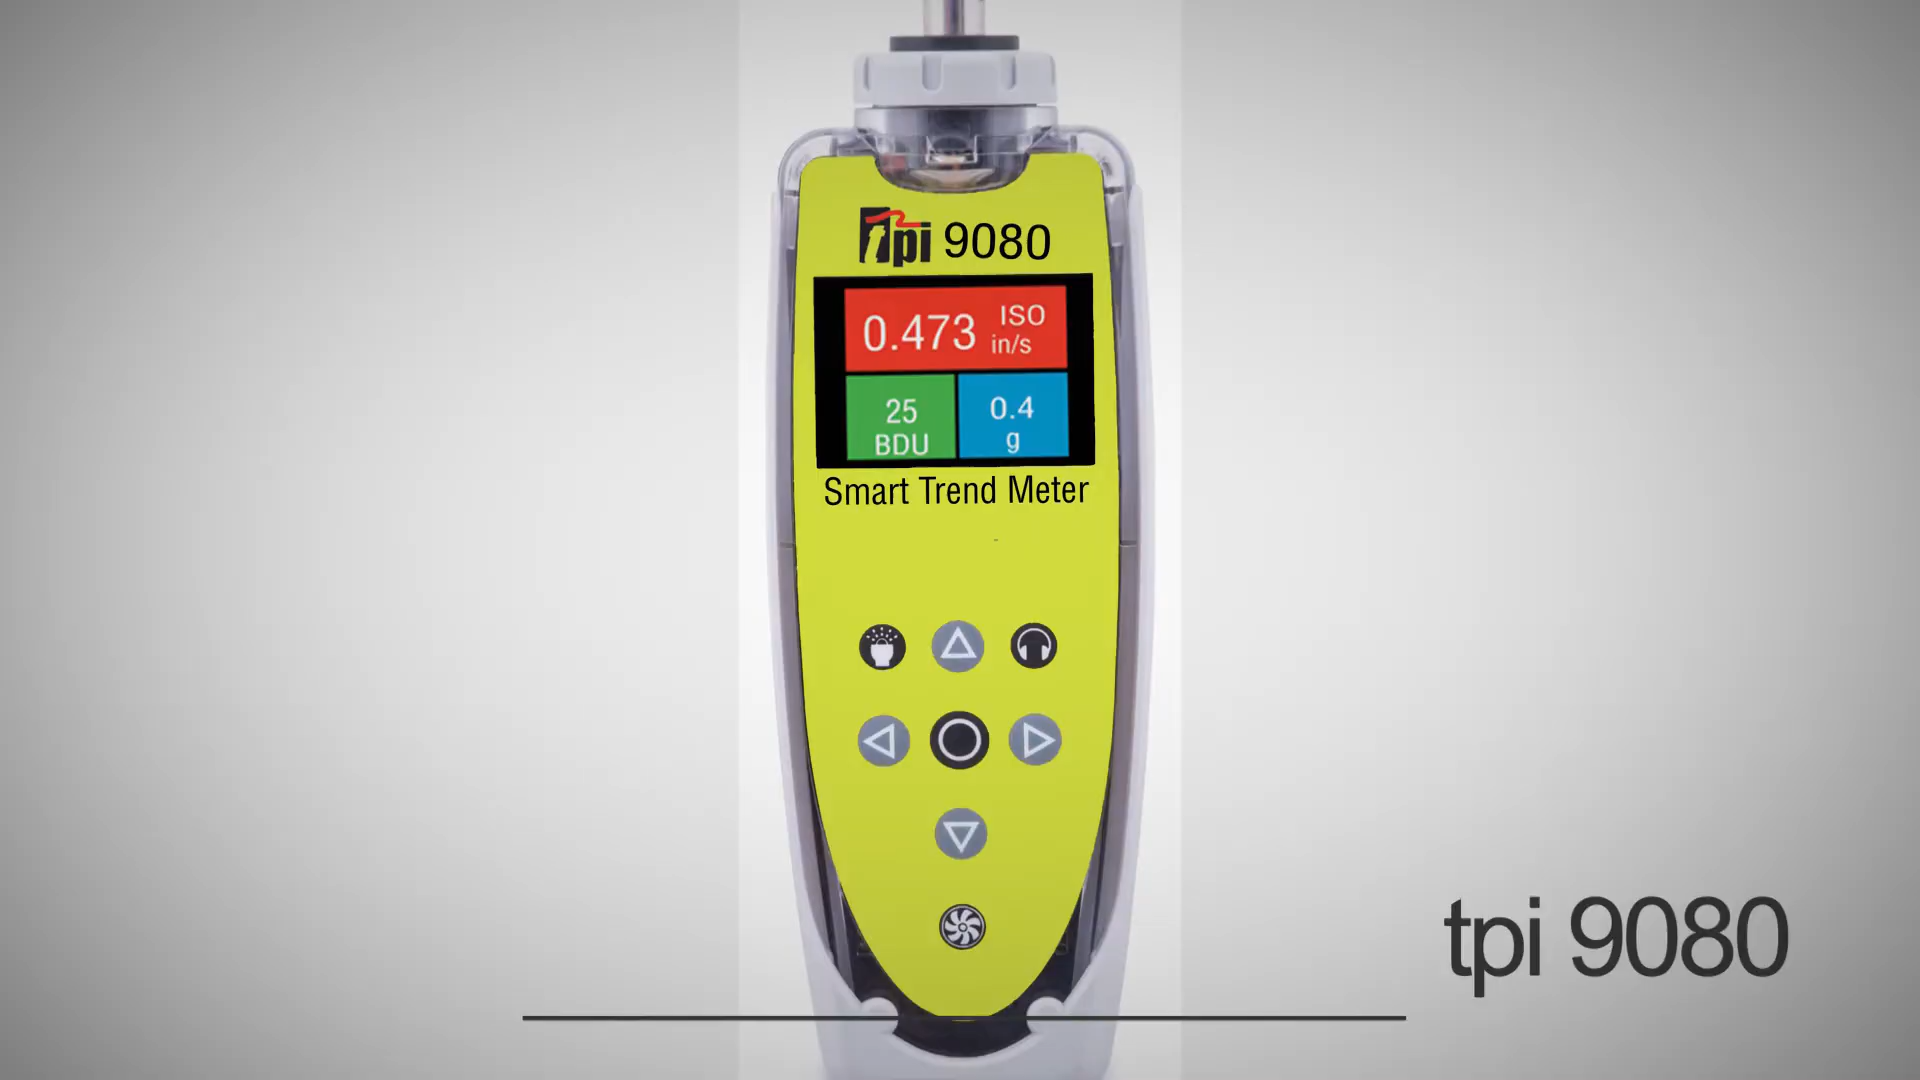 tpi 9080
0.473 ISO
in/s
25
BDU
0.4
g
Smart Trend Meter
tpi 9080